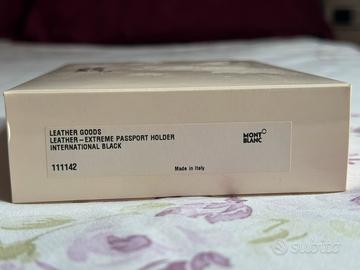 LEATHER GOODS
LEATHER-EXTREME PASSPORT HOLDER
INTERNATIONAL BLACK
MONT
BLANC
111142
Made in Italy
subito